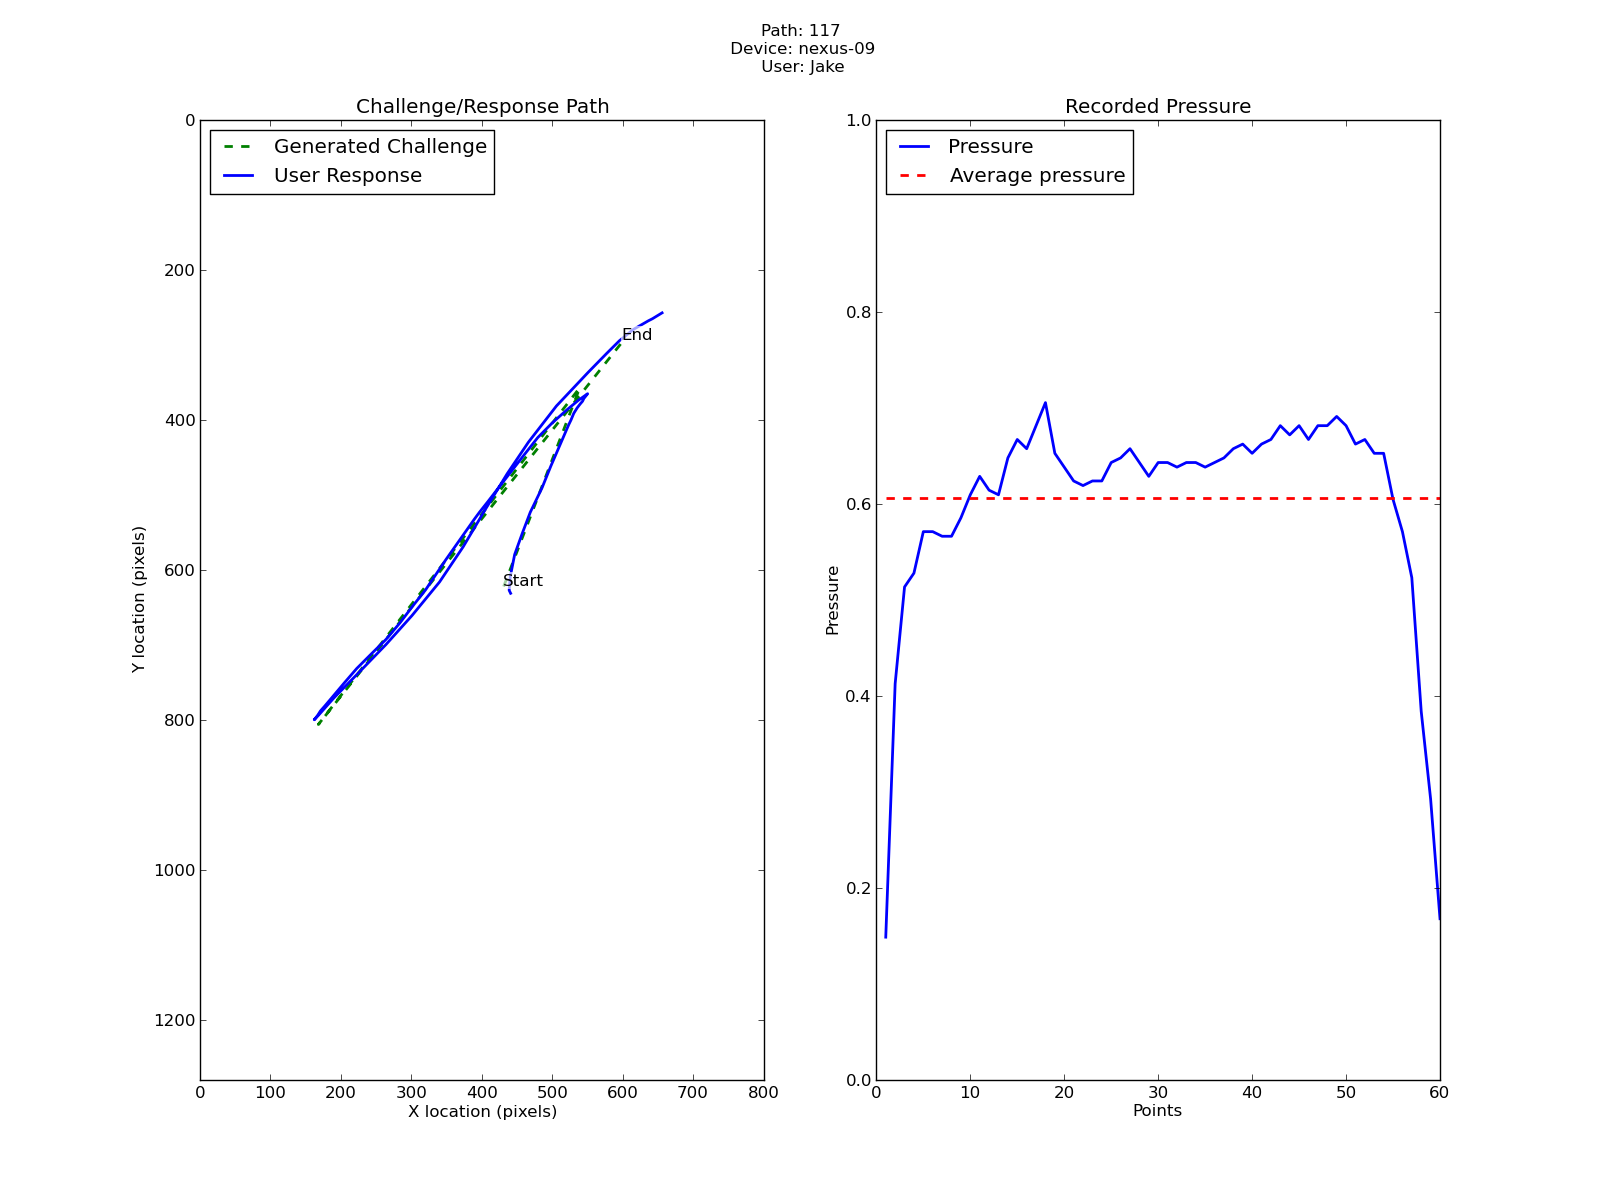 Path: 117
Device: nexus-09
User: Jake
Challenge/Response Path
Generated Challenge
User Response
0
200
400
600
800
1000
1200
Y location (pixels)
End
Start
0 100 200 300 400 500 600 700 800
X location (pixels)
Recorded Pressure
Pressure
Average pressure
1.0
0.8
0.6
0.4
0.2
0.0
Pressure
0 10 20 30 40 50 60
Points